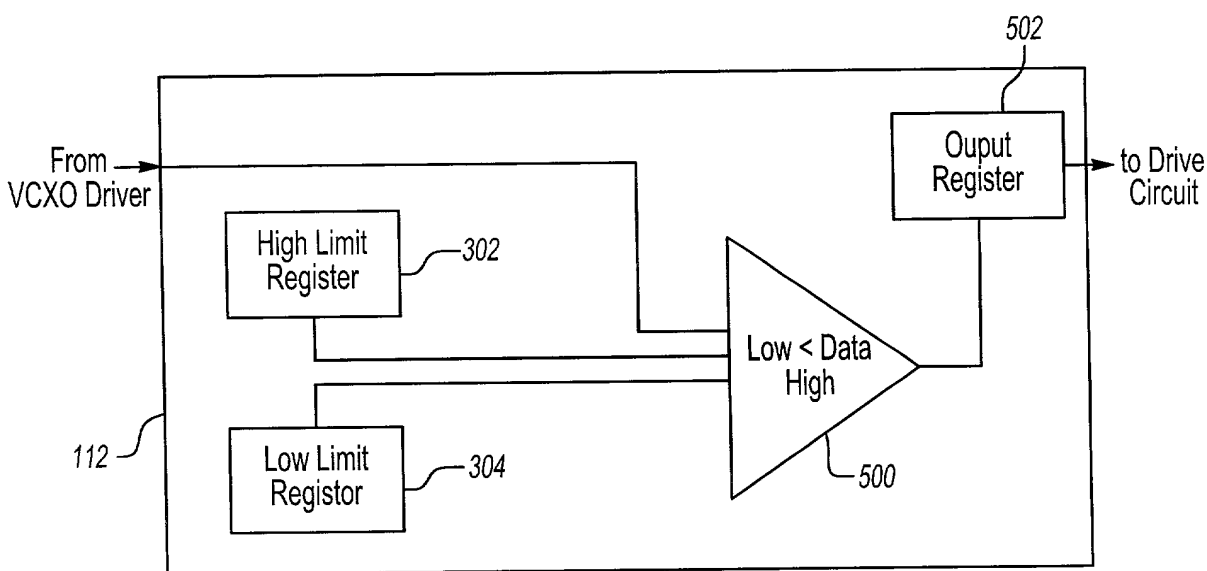 502
From
VCXO Driver
Ouput
Register
to Drive
Circuit
High Limit
Register
302
Low < Data
High
112
Low Limit
Registor
304
500